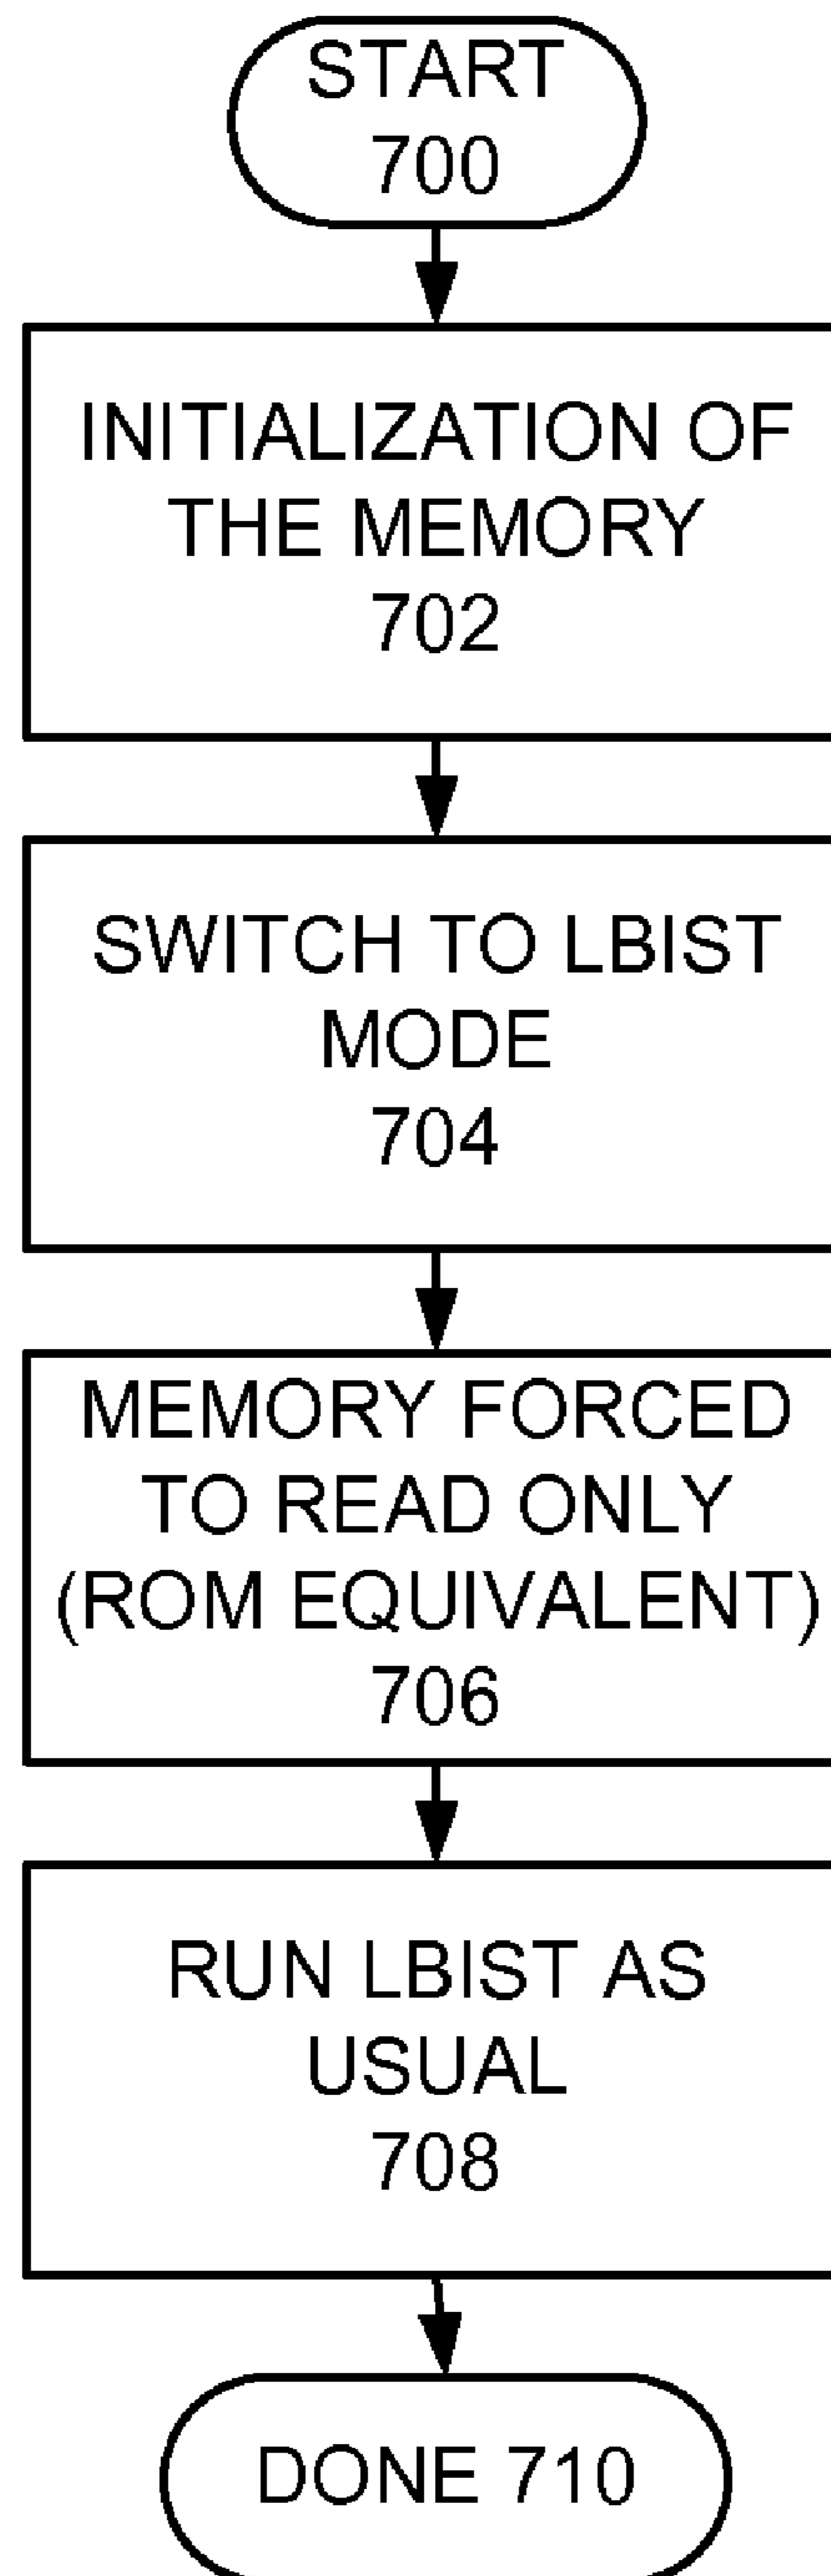 START
700
INITIALIZATION OF
THE MEMORY
702
SWITCH TO LBIST
MODE
704
MEMORY FORCED
TO READ ONLY
(ROM EQUIVALENT)
706
RUN LBIST AS
USUAL
708
DONE 710